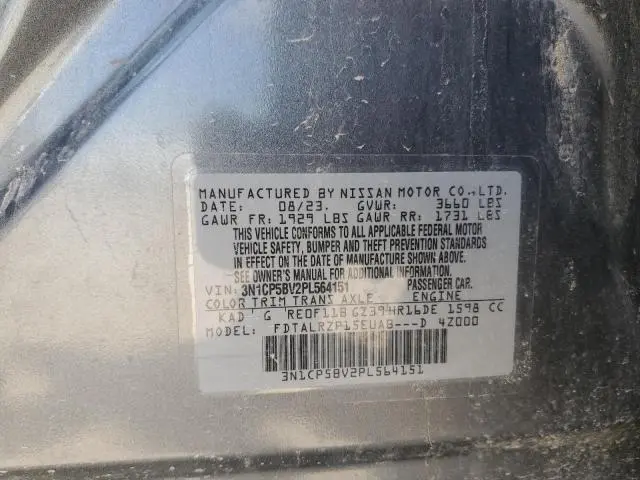 MANUFACTURED BY NISSAN MOTOR CO.,LTD.
DATE: 08/23. GVWR: 3660 LBS
GAWR FR: 1929 LBS GAWR RR: 1731 LBS
THIS VEHICLE CONFORMS TO ALL APPLICABLE FEDERAL MOTOR
VEHICLE SAFETY, BUMPER AND THEFT PREVENTION STANDARDS
IN EFFECT ON THE DATE OF MANUFACTURE SHOWN ABOVE.
—SEE OWNER'S MANUAL FOR ADDITIONAL INFORMATION.
VIN: 3N1CP5BV2PL564151 PASSENGER CAR.
COLOR TRIM TRANS AXLE ENGINE
KAD G RE0F11B GZ394 HR16DE 1598 CC
MODEL: FDTALRZP15EUAB---D 4Z000
3N1CP5BV2PL564151